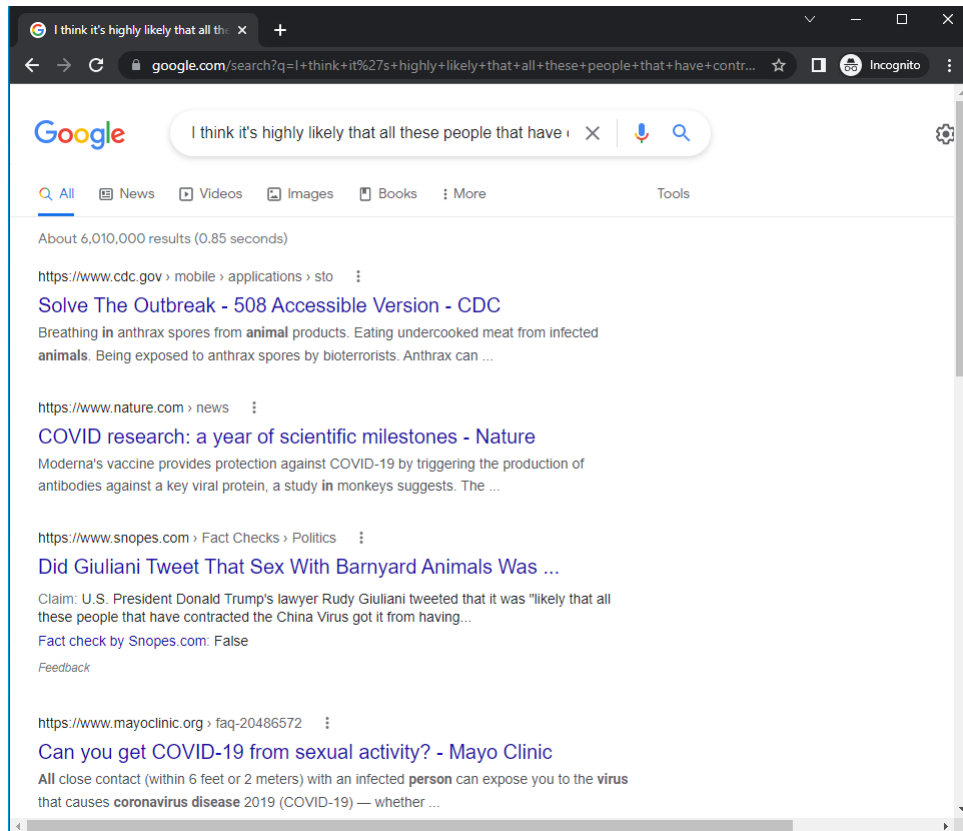 I think it's highly likely that all the
google.com/search?q=I+think+it%27s+highly+likely+that+all+these+people+that+have+contr...
Incognito
Google
I think it's highly likely that all these people that have
All
News
Videos
Images
Books
More
Tools
About 6,010,000 results (0.85 seconds)
https://www.cdc.gov › mobile › applications › sto
Solve The Outbreak - 508 Accessible Version - CDC
Breathing in anthrax spores from animal products. Eating undercooked meat from infected
animals. Being exposed to anthrax spores by bioterrorists. Anthrax can ...
https://www.nature.com › news
COVID research: a year of scientific milestones - Nature
Moderna's vaccine provides protection against COVID-19 by triggering the production of
antibodies against a key viral protein, a study in monkeys suggests. The ...
https://www.snopes.com › Fact Checks › Politics
Did Giuliani Tweet That Sex With Barnyard Animals Was ...
Claim: U.S. President Donald Trump's lawyer Rudy Giuliani tweeted that it was "likely that all
these people that have contracted the China Virus got it from having...
Fact check by Snopes.com: False
Feedback
https://www.mayoclinic.org › faq-20486572
Can you get COVID-19 from sexual activity? - Mayo Clinic
All close contact (within 6 feet or 2 meters) with an infected person can expose you to the virus
that causes coronavirus disease 2019 (COVID-19) — whether ...